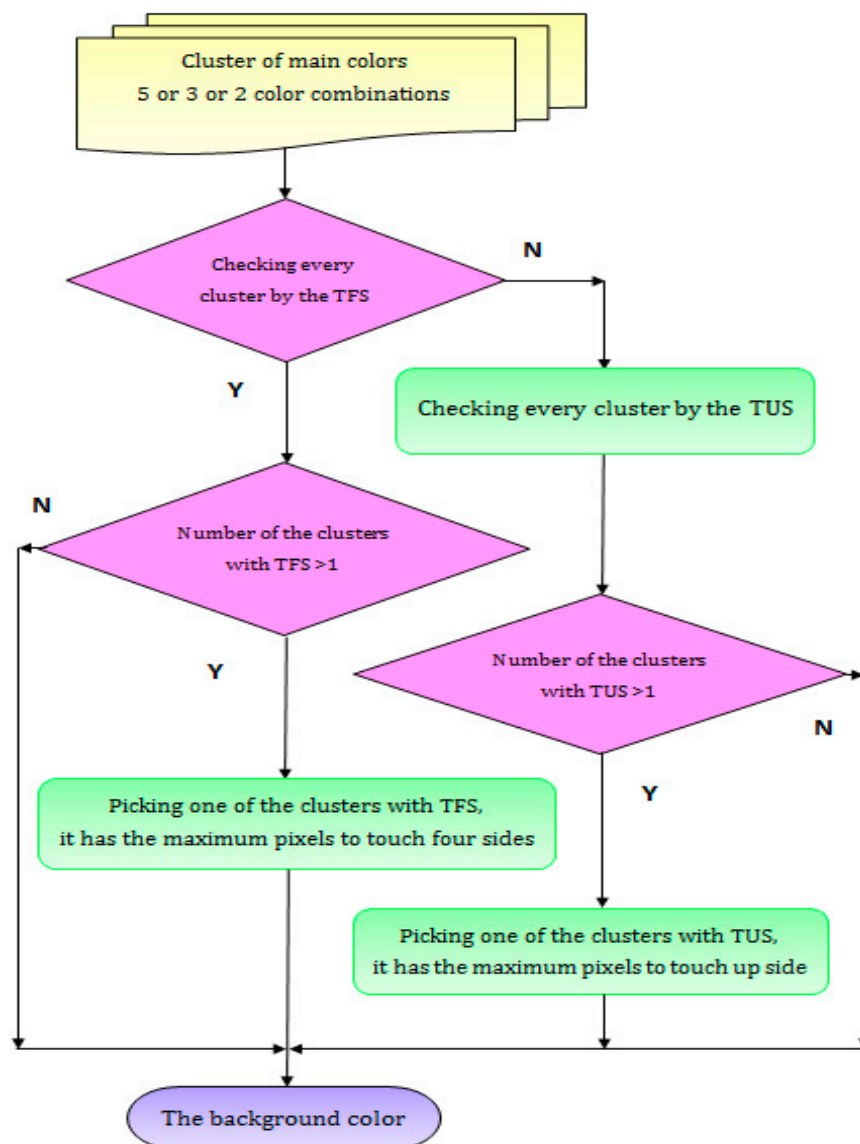 Cluster of main colors
5 or 3 or 2 color combinations
Checking every
cluster by the TFS
N
Y
Checking every cluster by the TUS
N
Number of the clusters
with TFS >1
Y
Number of the clusters
with TUS >1
N
Y
Picking one of the clusters with TFS,
it has the maximum pixels to touch four sides
Picking one of the clusters with TUS,
it has the maximum pixels to touch up side
The background color